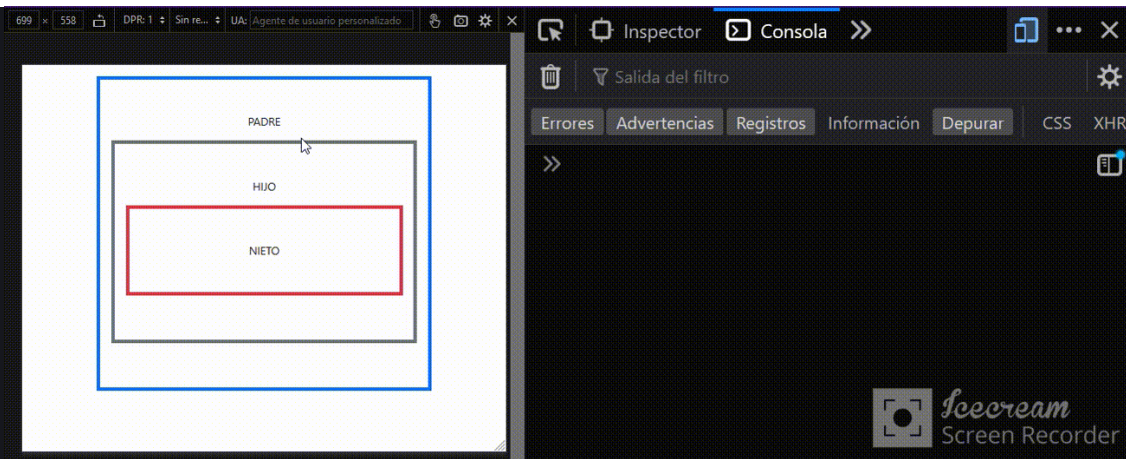 699 × 558 DPR: 1 Sin re... UA: Agente de usuario personalizado
Inspector Consola
Salida del filtro
Errores Advertencias Registros Información Depurar CSS XHR
PADRE
HIJO
NIETO
Icecream
Screen Recorder